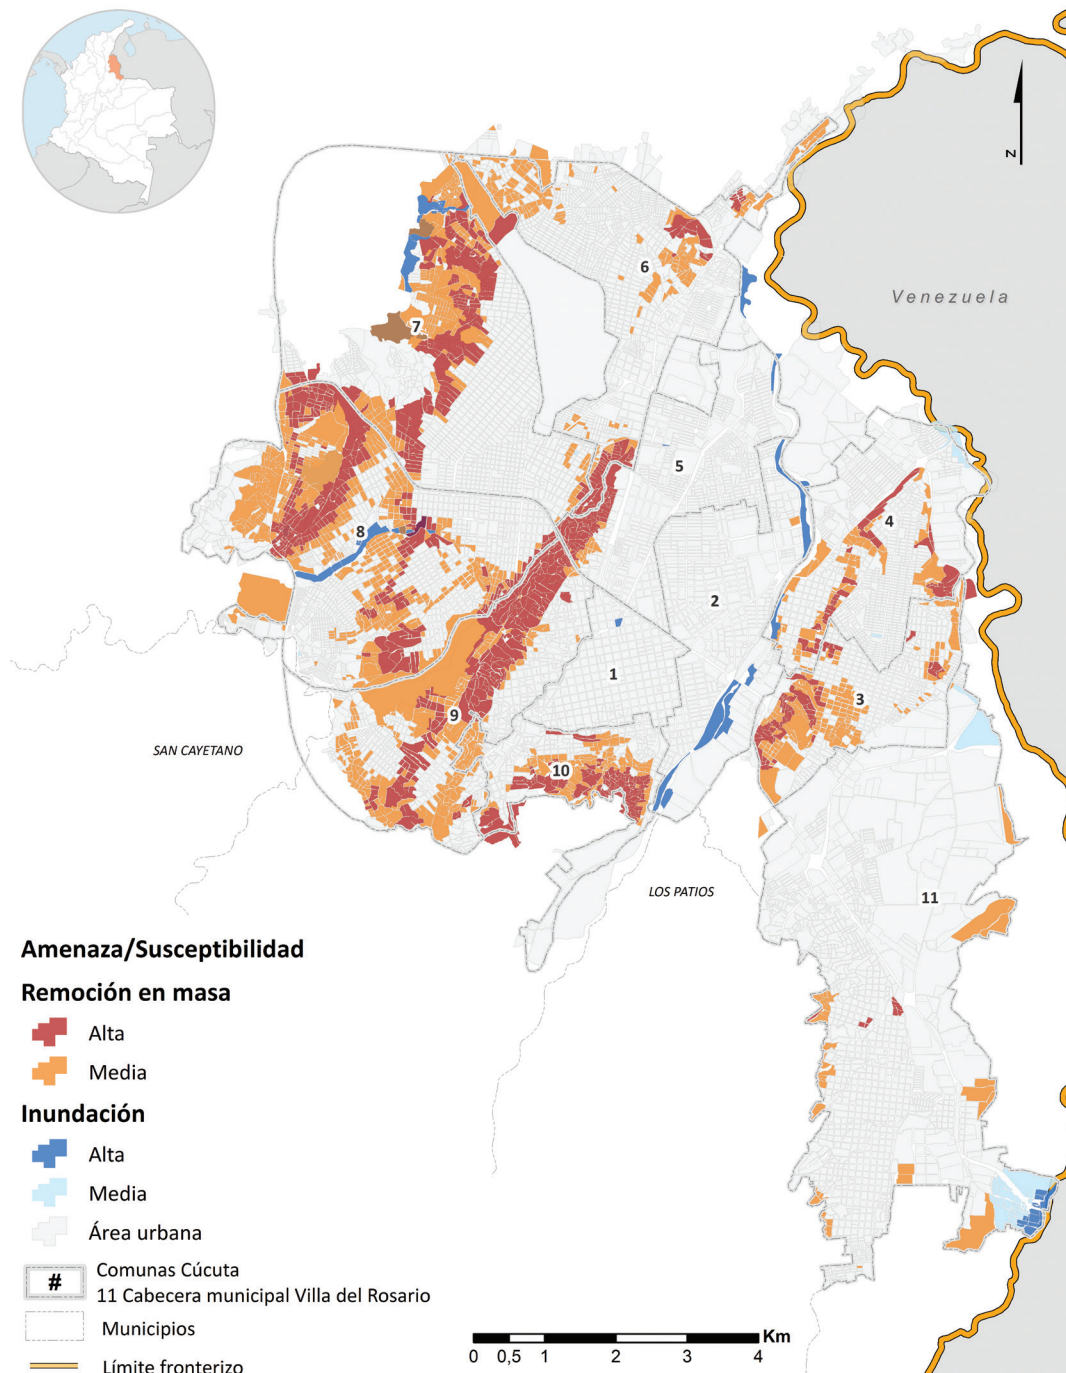 N
Venezuela
6
7
5
4
8
2
1
3
9
SAN CAYETANO
10
LOS PATIOS
11
Amenaza/Susceptibilidad
Remoción en masa
Alta
Media
Inundación
Alta
Media
Área urbana
# Comunas Cúcuta
11 Cabecera municipal Villa del Rosario
Municipios
Límite fronterizo
Km
0 0,5 1 2 3 4